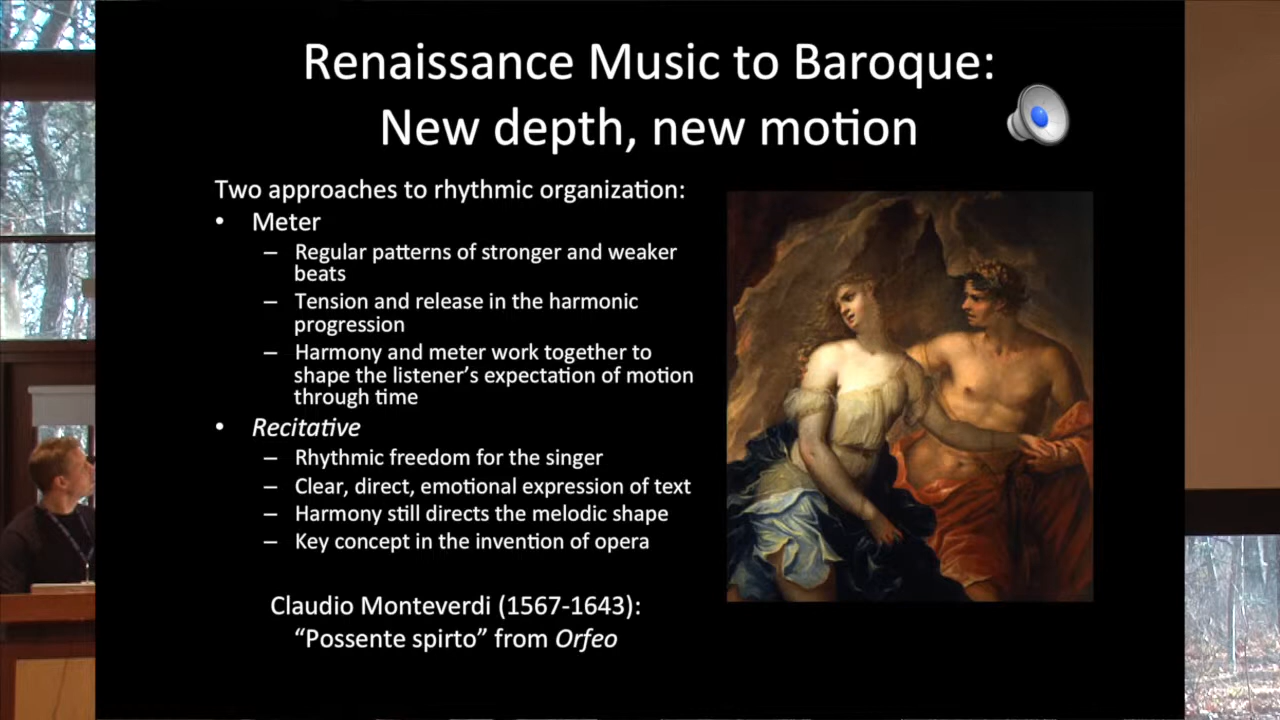 Renaissance Music to Baroque:
New depth, new motion
Two approaches to rhythmic organization:
• Meter
– Regular patterns of stronger and weaker
beats
– Tension and release in the harmonic
progression
– Harmony and meter work together to
shape the listener's expectation of motion
through time
• Recitative
– Rhythmic freedom for the singer
– Clear, direct, emotional expression of text
– Harmony still directs the melodic shape
– Key concept in the invention of opera
Claudio Monteverdi (1567-1643):
“Possente spirto” from Orfeo